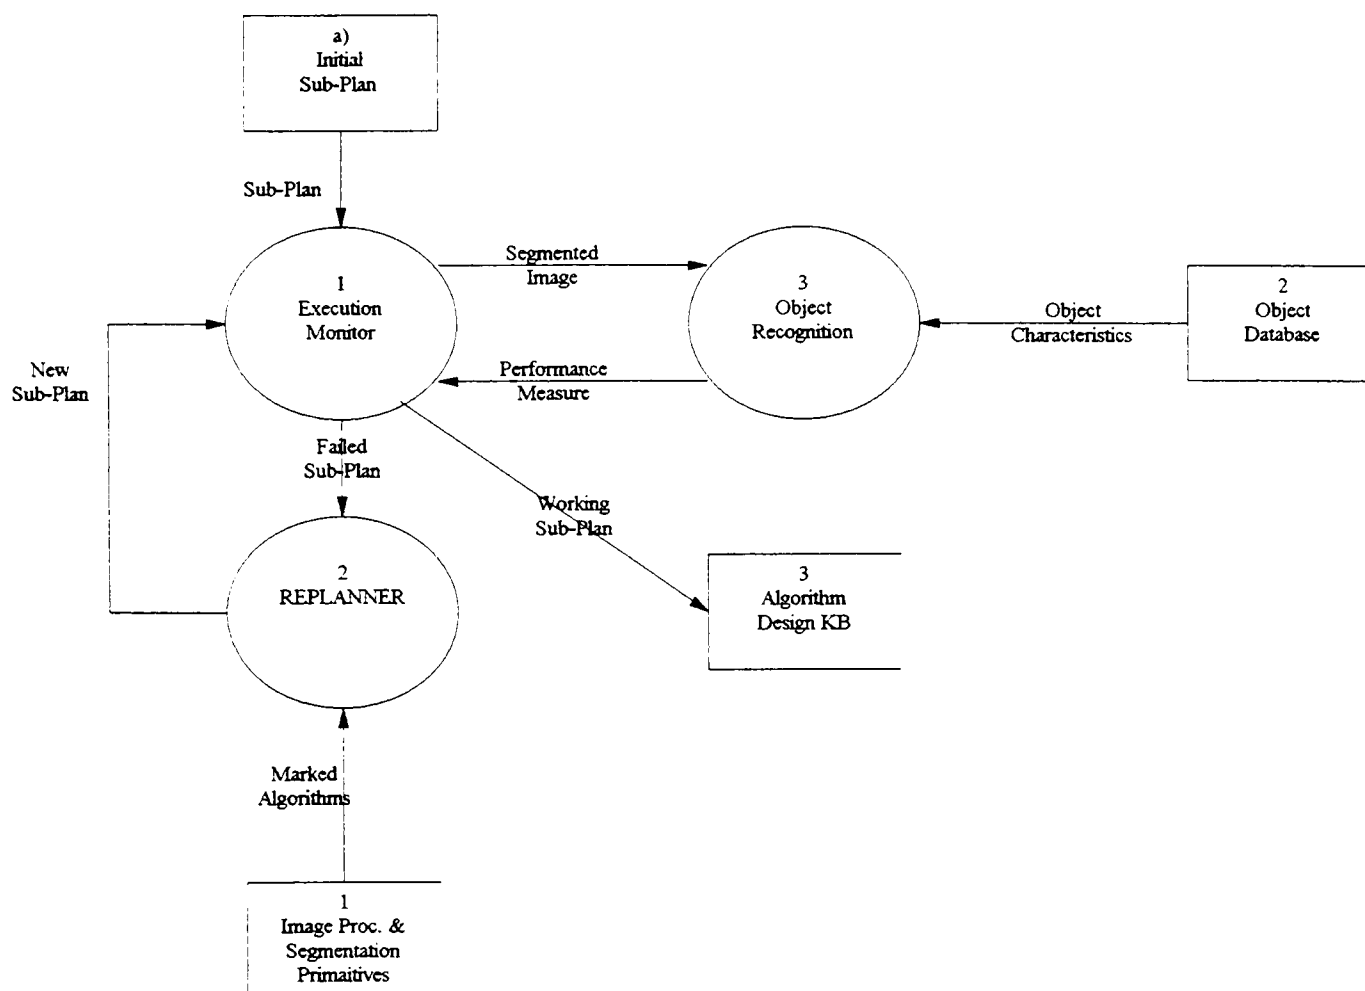 a)
Initial
Sub-Plan
Sub-Plan
1
Execution
Monitor
Segmented
Image
3
Object
Recognition
Object
Characteristics
2
Object
Database
Performance
Measure
New
Sub-Plan
Failed
Sub-Plan
Working
Sub-Plan
2
REPLANNER
3
Algorithm
Design KB
Marked
Algorithms
1
Image Proc. &
Segmentation
Primaitives